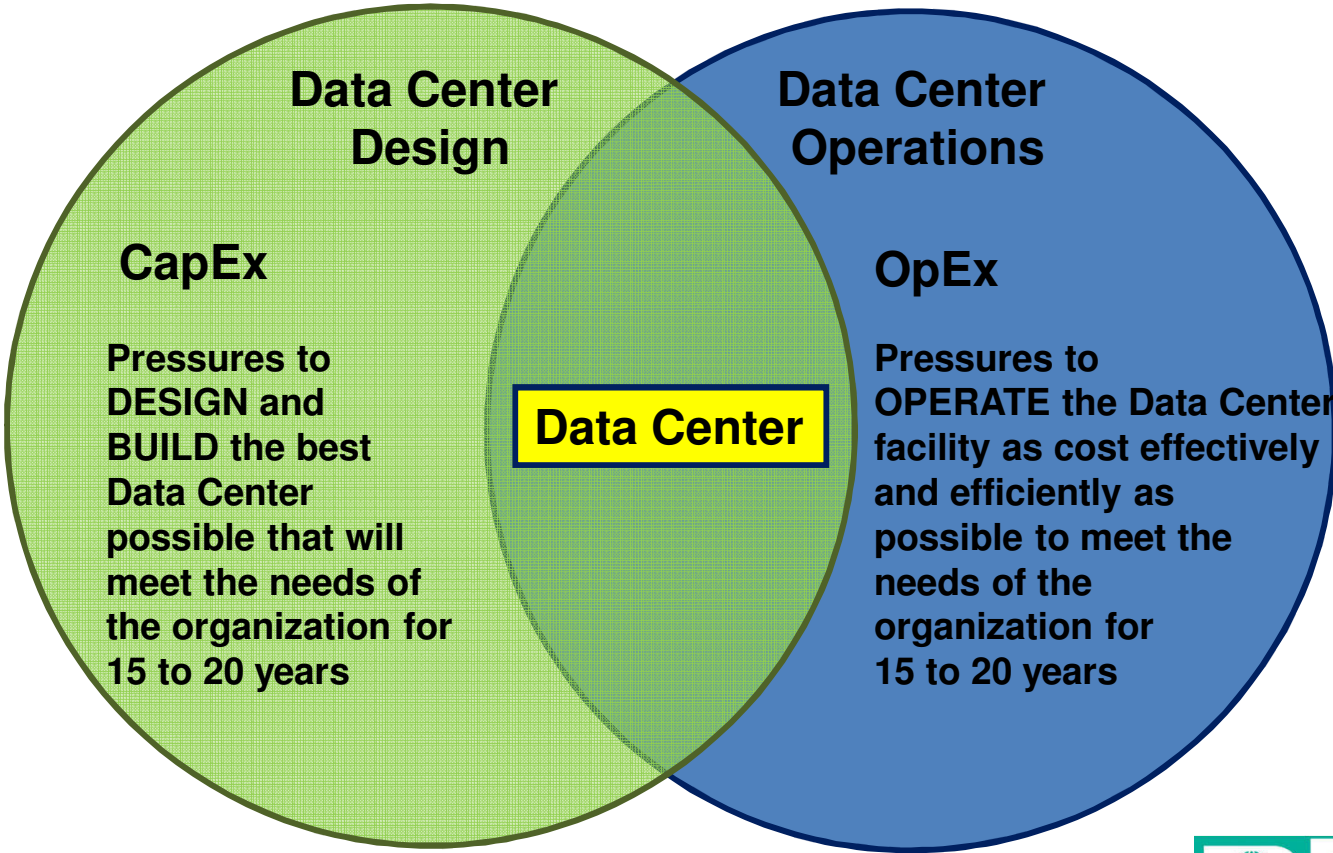 Data Center
Design
CapEx
Pressures to
DESIGN and
BUILD the best
Data Center
possible that will
meet the needs of
the organization for
15 to 20 years
Data Center
Data Center
Operations
OpEx
Pressures to
OPERATE the Data Center
facility as cost effectively
and efficiently as
possible to meet the
needs of the
organization for
15 to 20 years